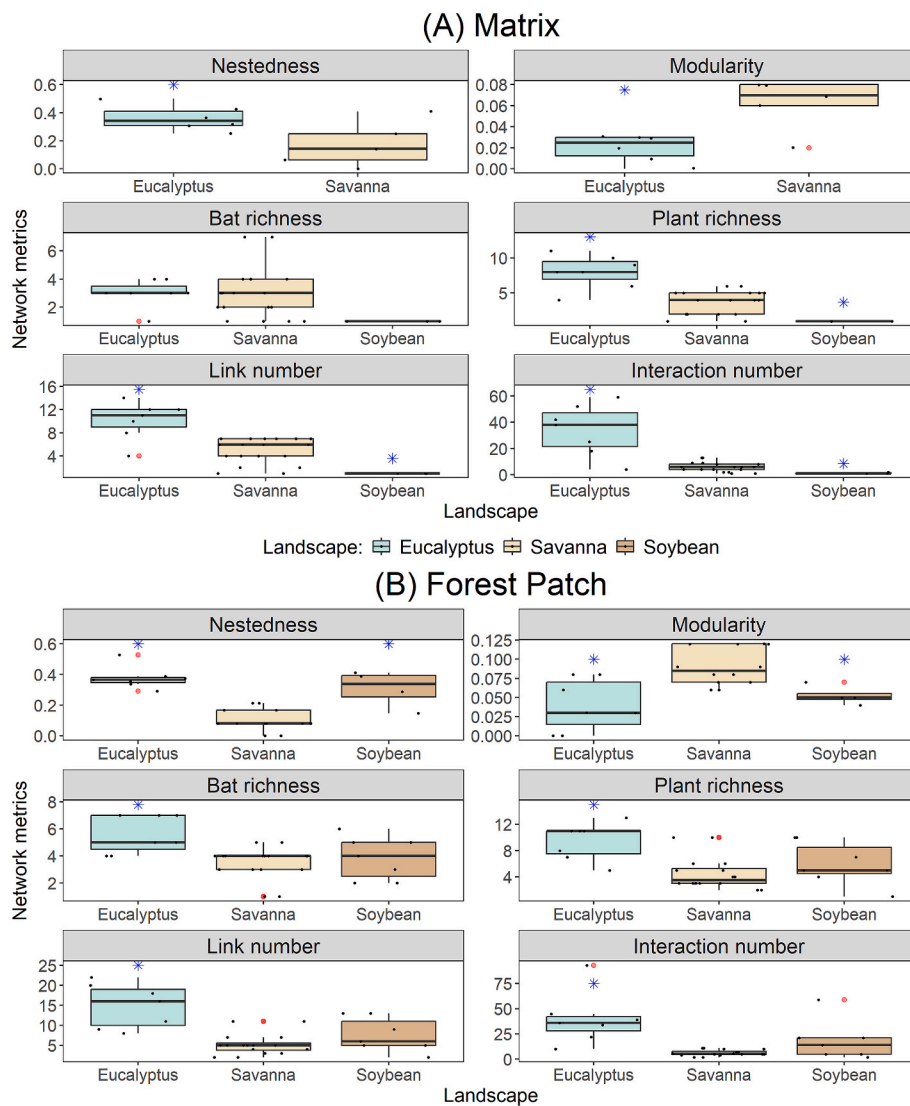 (A) Matrix
Nestedness
0.6
0.4
0.2
0.0
Eucalyptus Savanna
Modularity
0.08
0.06
0.04
0.02
0.00
Eucalyptus Savanna
Network metrics
Bat richness
6
4
2
Eucalyptus Savanna Soybean
Plant richness
10
5
Eucalyptus Savanna Soybean
Link number
16
12
8
4
Eucalyptus Savanna Soybean
Interaction number
60
40
20
0
Eucalyptus Savanna Soybean
Landscape
Landscape: Eucalyptus Savanna Soybean
(B) Forest Patch
Nestedness
0.6
0.4
0.2
0.0
Eucalyptus Savanna Soybean
Modularity
0.125
0.100
0.075
0.050
0.025
0.000
Eucalyptus Savanna Soybean
Network metrics
Bat richness
8
6
4
2
Eucalyptus Savanna Soybean
Plant richness
12
8
4
Eucalyptus Savanna Soybean
Link number
25
20
15
10
5
Eucalyptus Savanna Soybean
Interaction number
75
50
25
0
Eucalyptus Savanna Soybean
Landscape